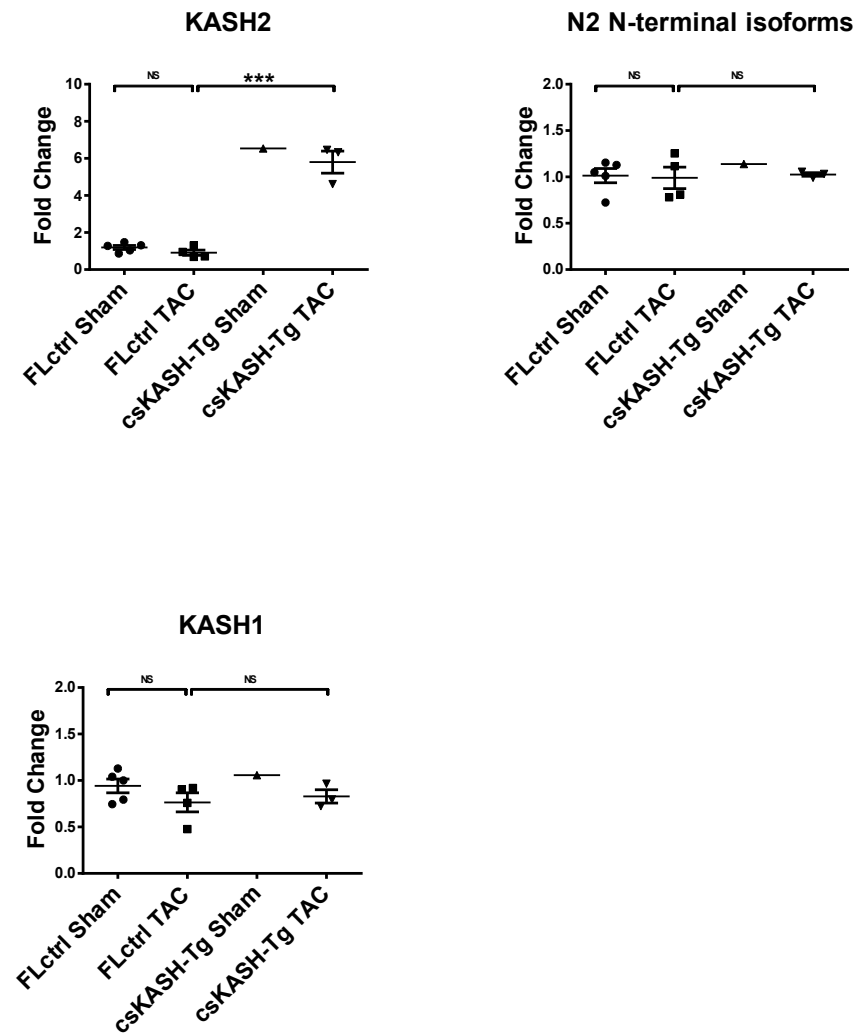 KASH2
NS
***
10
8
6
4
2
0
Fold Change
FLctrl Sham
FLctrl TAC
csKASH-Tg Sham
csKASH-Tg TAC
N2 N-terminal isoforms
NS
NS
2.0
1.5
1.0
0.5
0.0
Fold Change
FLctrl Sham
FLctrl TAC
csKASH-Tg Sham
csKASH-Tg TAC
KASH1
NS
NS
2.0
1.5
1.0
0.5
0.0
Fold Change
FLctrl Sham
FLctrl TAC
csKASH-Tg Sham
csKASH-Tg TAC